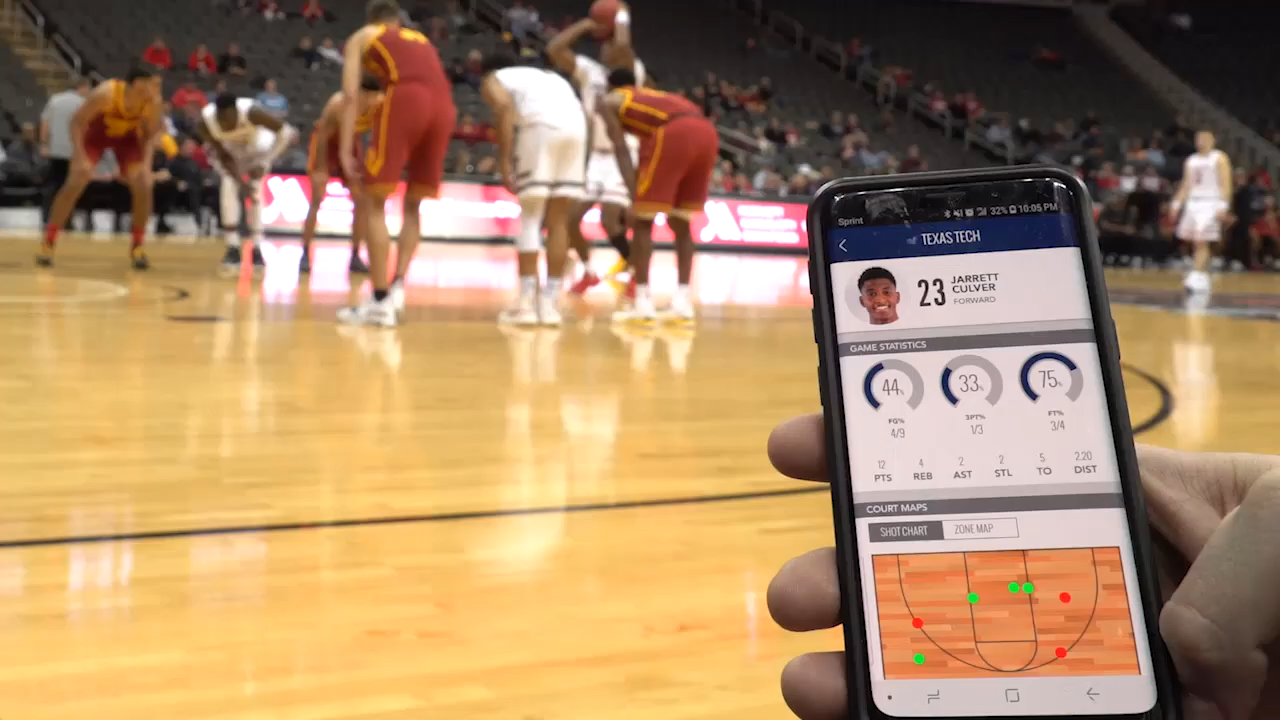 Sprint 32% 10:05 PM
TEXAS TECH
23 JARRETT
CULVER
FORWARD
GAME STATISTICS
44% 33% 75%
FG% 3PT% FT%
4/9 1/3 3/4
12 4 2 2 5 2.20
PTS REB AST STL TO DIST
COURT MAPS
SHOT CHART ZONE MAP